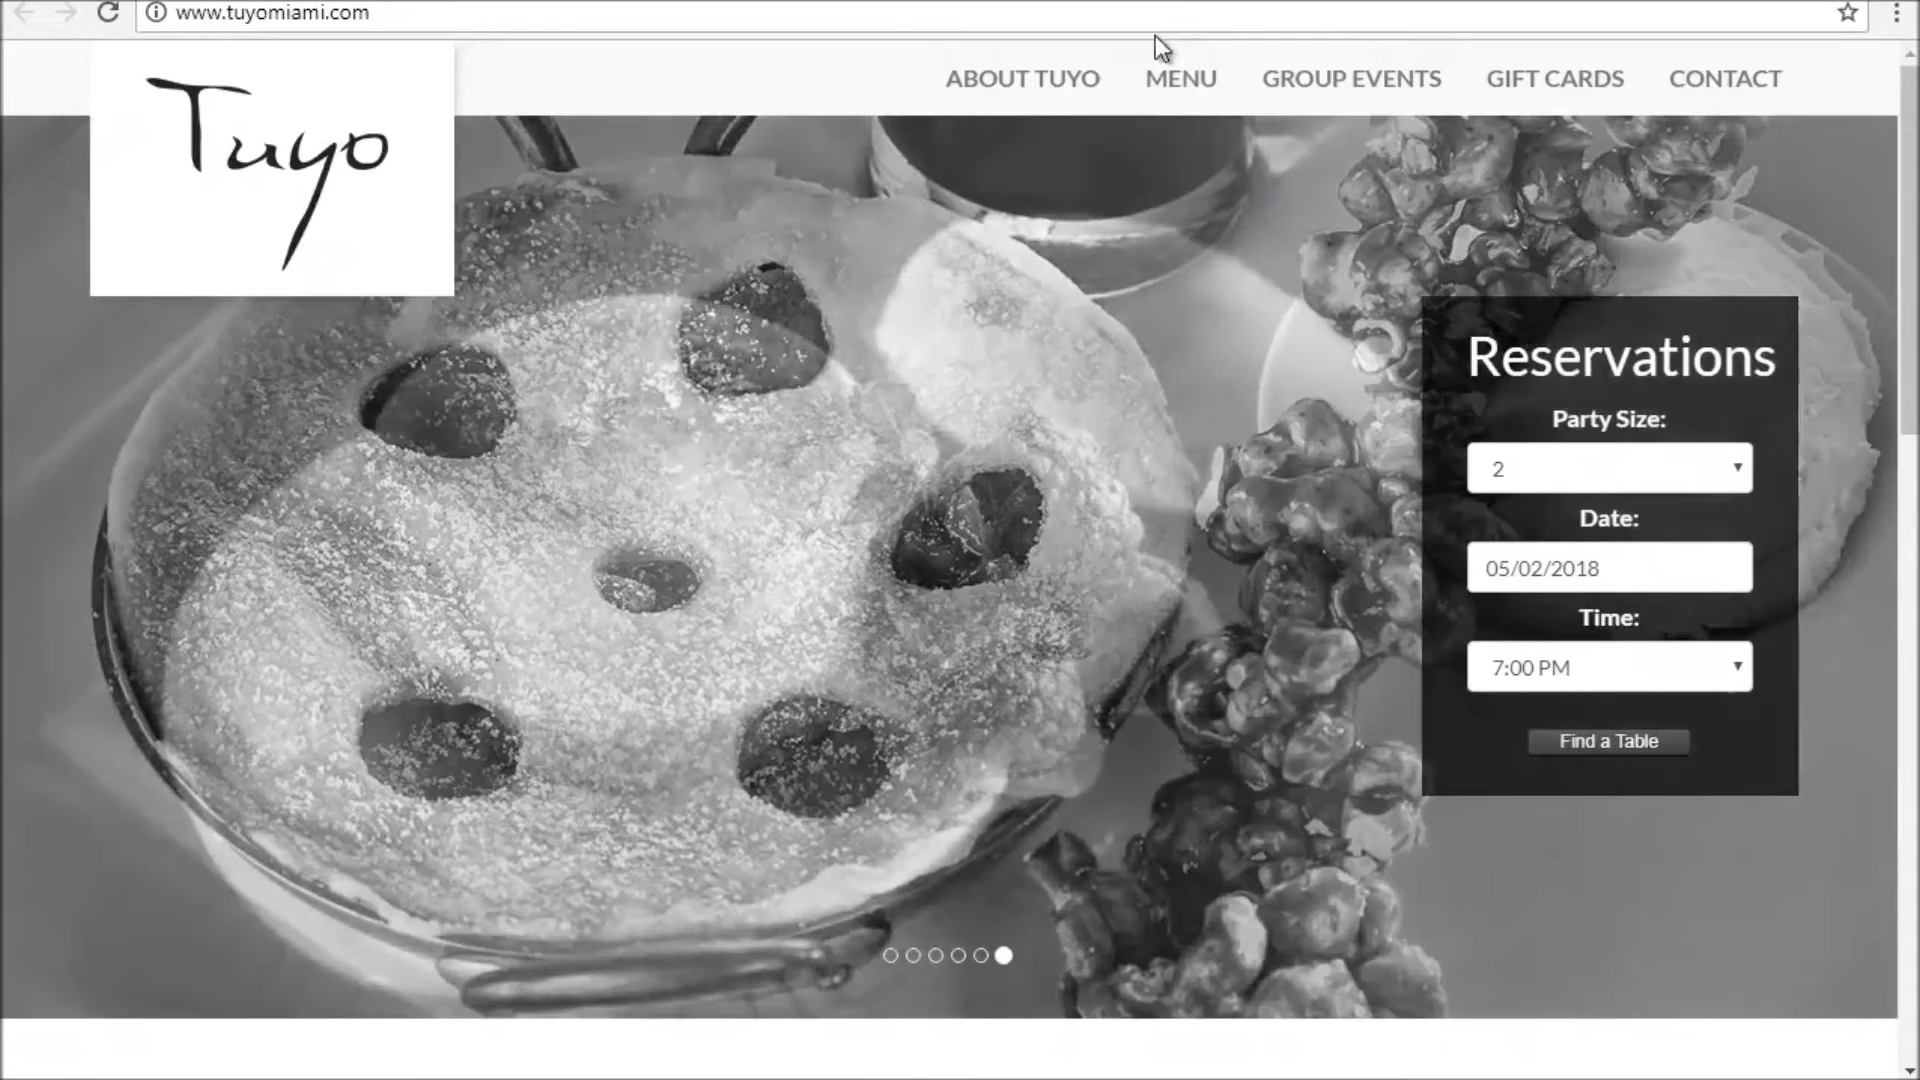 www.tuyomiami.com
Tuyo
ABOUT TUYO MENU GROUP EVENTS GIFT CARDS CONTACT
Reservations
Party Size:
2
Date:
05/02/2018
Time:
7:00 PM
Find a Table